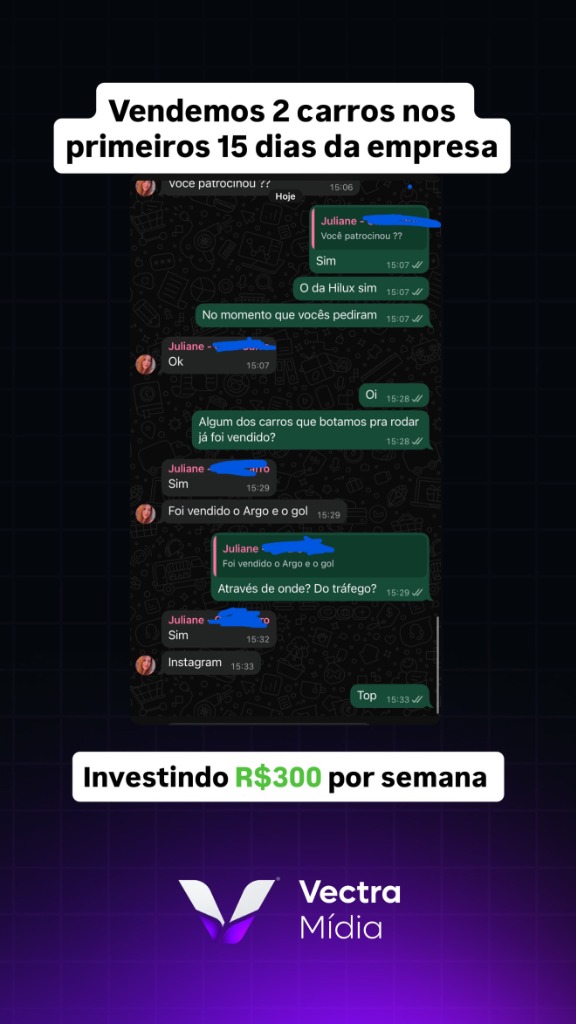 Vendemos 2 carros nos
primeiros 15 dias da empresa
Você patrocinou ??
15:06
Hoje
Juliane -
Você patrocinou ??
Sim
15:07
O da Hilux sim
15:07
No momento que vocês pediram
15:07
Juliane -
Ok
15:07
Oi
15:28
Algum dos carros que botamos pra rodar
já foi vendido?
15:28
Juliane
Sim
15:29
Foi vendido o Argo e o gol
15:29
Juliane
Foi vendido o Argo e o gol
Através de onde? Do tráfego?
15:29
Juliane -
Sim
15:32
Instagram
15:33
Top
15:33
Investindo R$300 por semana
Vectra
Mídia